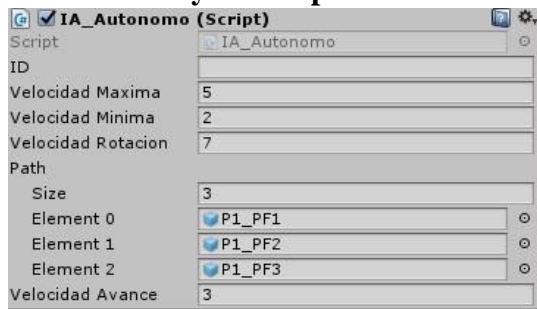 IA_Autonomo (Script)
Script IA_Autonomo
ID
Velocidad Maxima 5
Velocidad Minima 2
Velocidad Rotacion 7
Path
Size 3
Element 0 P1_PF1
Element 1 P1_PF2
Element 2 P1_PF3
Velocidad Avance 3